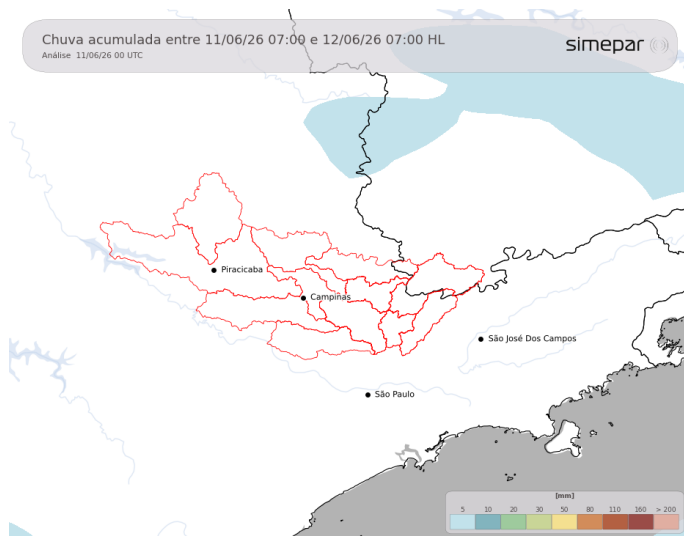 Chuva acumulada entre 11/06/26 07:00 e 12/06/26 07:00 HL
Análise 11/06/26 00 UTC
simepar
Piracicaba
Campinas
São José Dos Campos
São Paulo
[mm]
5 10 20 30 50 80 110 160 > 200